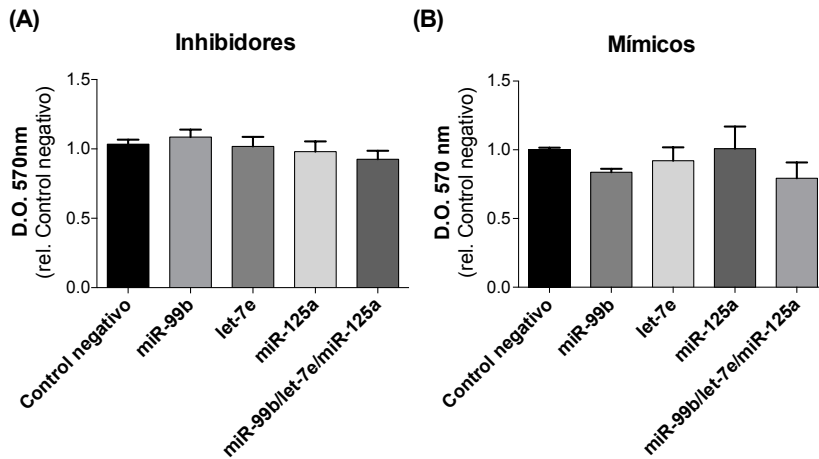 (A)
Inhibidores
D.O. 570nm
(rel. Control negativo)
1.5
1.0
0.5
0.0
Control negativo
miR-99b
let-7e
miR-125a
miR-99b/let-7e/miR-125a
(B)
Mímicos
D.O. 570 nm
(rel. Control negativo)
1.5
1.0
0.5
0.0
Control negativo
miR-99b
let-7e
miR-125a
miR-99b/let-7e/miR-125a